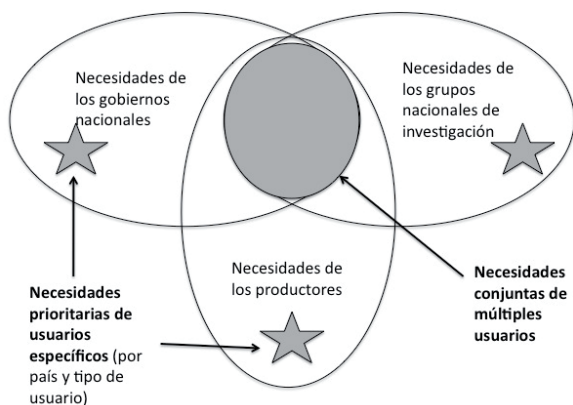 Necesidades de
los gobiernos
nacionales
Necesidades de
los grupos
nacionales de
investigación
Necesidades de
los productores
Necesidades
prioritarias de
usuarios
específicos (por
país y tipo de
usuario)
Necesidades
conjuntas de
múltiples
usuarios